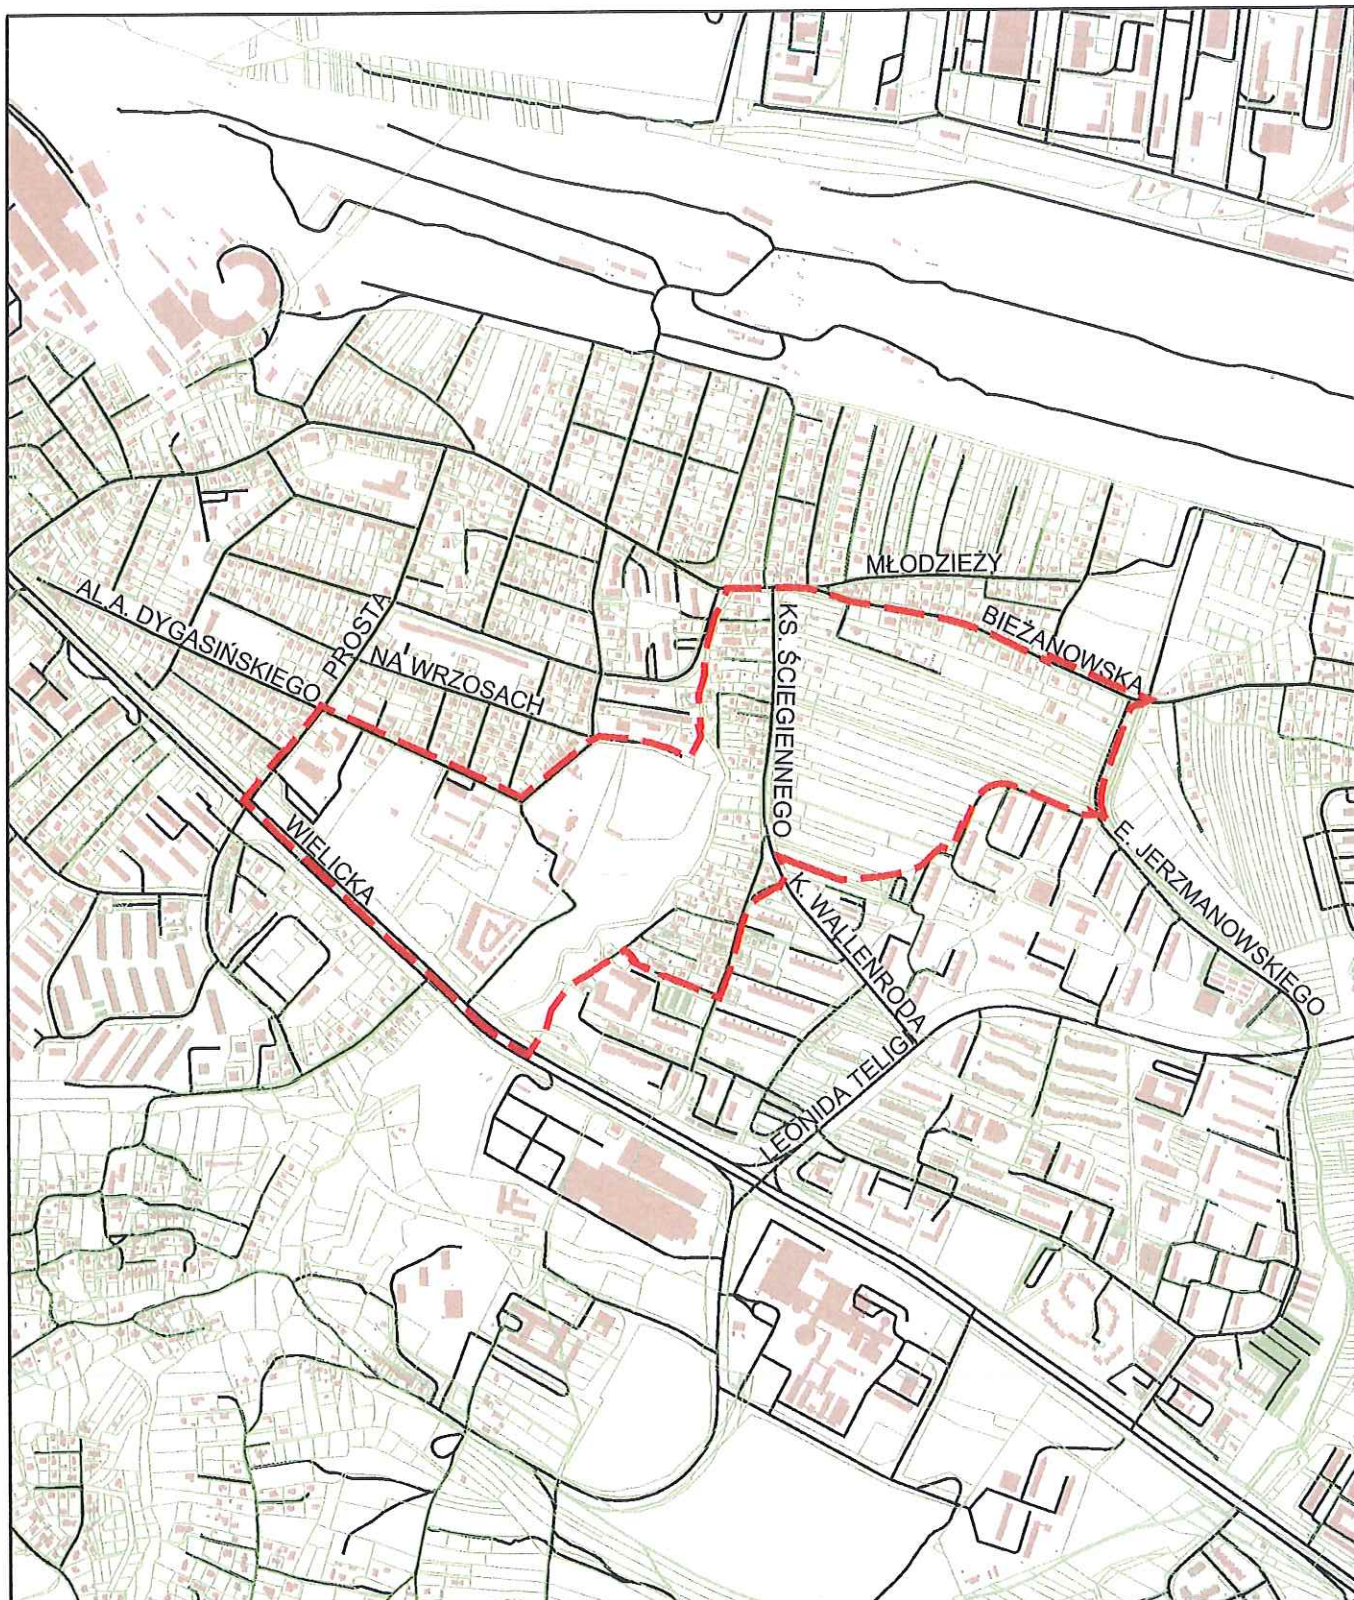 MŁODZIEŻY
BIEŻANOWSKA
KS. ŚCIEGIENNEGO
AL.A. DYGASIŃSKIEGO
PROSTA
NA WRZOSACH
WIELICKA
E. JERZMANOWSKIEGO
K. WALLENRODA
LEONIDA TELIGI